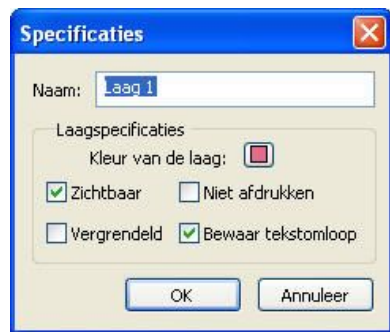 Specificaties
Naam: Laag 1
Laagspecificaties
Kleur van de laag:
Zichtbaar Niet afdrukken
Vergrendeld Bewaar tekstomloop
OK Annuleer